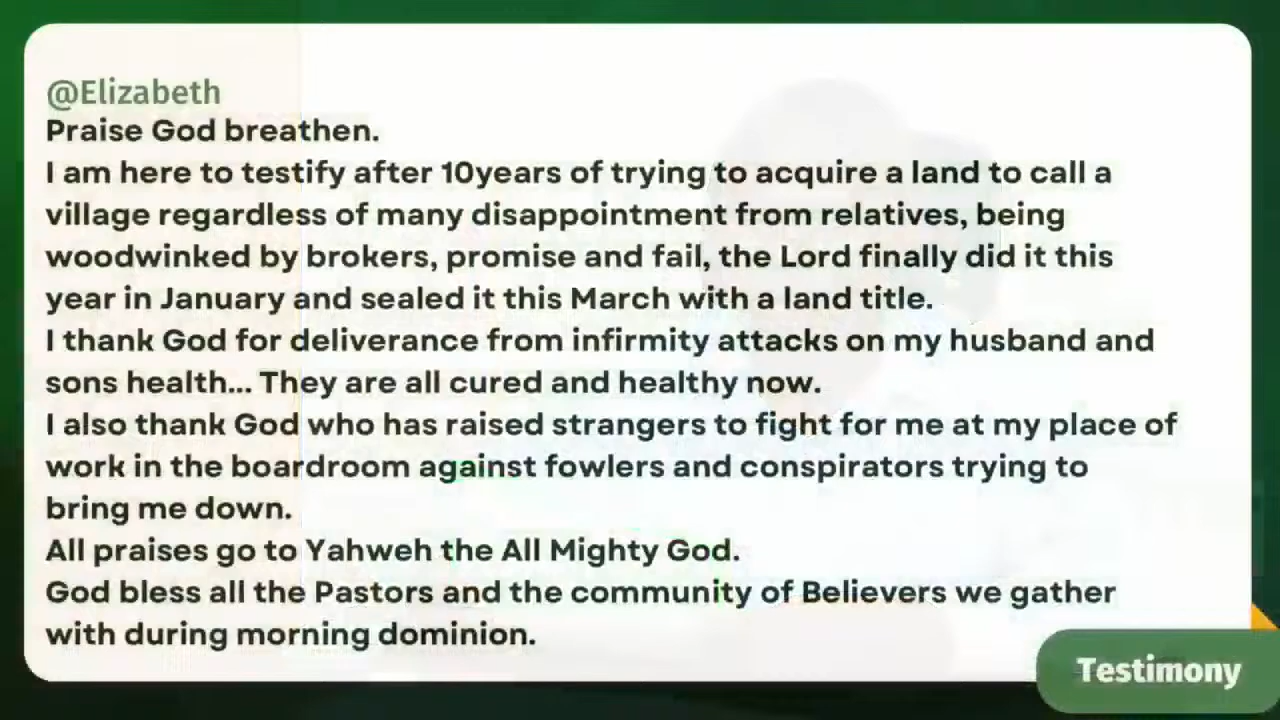 @Elizabeth
Praise God breathen.
I am here to testify after 10years of trying to acquire a land to call a
village regardless of many disappointment from relatives, being
woodwinked by brokers, promise and fail, the Lord finally did it this
year in January and sealed it this March with a land title.
I thank God for deliverance from infirmity attacks on my husband and
sons health... They are all cured and healthy now.
I also thank God who has raised strangers to fight for me at my place of
work in the boardroom against fowlers and conspirators trying to
bring me down.
All praises go to Yahweh the All Mighty God.
God bless all the Pastors and the community of Believers we gather
with during morning dominion.
Testimony